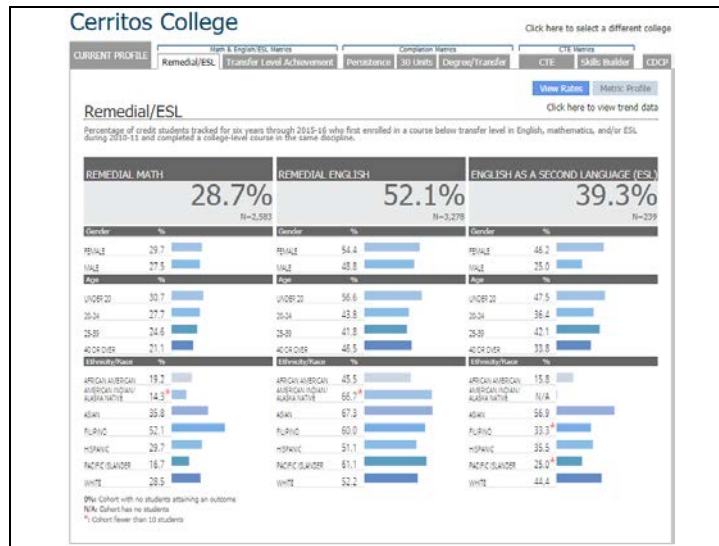 Cerritos College
Click here to select a different college
CURRENT PROFILE
Math & English/ESL Metrics Completion Metrics CTE Metrics
Remedial/ESL Transfer Level Achievement Persistence 30 Units Degree/Transfer CTE Skills Builder CDCP
View Rates Metric Profile
Remedial/ESL Click here to view trend data
Percentage of credit students tracked for six years through 2015-16 who first enrolled in a course below transfer level in English, mathematics, and/or ESL
during 2010-11 and completed a college-level course in the same discipline.
REMEDIAL MATH REMEDIAL ENGLISH ENGLISH AS A SECOND LANGUAGE (ESL)
28.7% 52.1% 39.3%
N=2,583 N=3,278 N=239
Gender % Gender % Gender %
FEMALE 29.7 FEMALE 54.4 FEMALE 46.2
MALE 27.5 MALE 48.8 MALE 25.0
Age % Age % Age %
UNDER 20 30.7 UNDER 20 56.6 UNDER 20 47.5
20-24 27.7 20-24 43.8 20-24 36.4
25-39 24.6 25-39 41.8 25-39 42.1
40 OR OVER 21.1 40 OR OVER 46.5 40 OR OVER 33.8
Ethnicity/Race % Ethnicity/Race % Ethnicity/Race %
AFRICAN AMERICAN 19.2 AFRICAN AMERICAN 45.5 AFRICAN AMERICAN 15.8
AMERICAN INDIAN/ AMERICAN INDIAN/ AMERICAN INDIAN/
ALASKA NATIVE 14.3* ALASKA NATIVE 66.7* ALASKA NATIVE N/A
ASIAN 35.8 ASIAN 67.3 ASIAN 56.9
FILIPINO 52.1 FILIPINO 60.0 FILIPINO 33.3*
HISPANIC 29.7 HISPANIC 51.1 HISPANIC 35.5
PACIFIC ISLANDER 16.7 PACIFIC ISLANDER 61.1 PACIFIC ISLANDER 25.0*
WHITE 28.5 WHITE 52.2 WHITE 44.4
0%: Cohort with no students attaining an outcome
N/A: Cohort has no students
*: Cohort fewer than 10 students